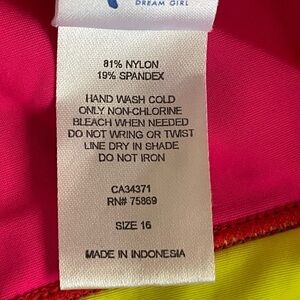 DREAM GIRL
81% NYLON
19% SPANDEX
HAND WASH COLD
ONLY NON-CHLORINE
BLEACH WHEN NEEDED
DO NOT WRING OR TWIST
LINE DRY IN SHADE
DO NOT IRON
CA34371
RN# 75869
SIZE 16
MADE IN INDONESIA